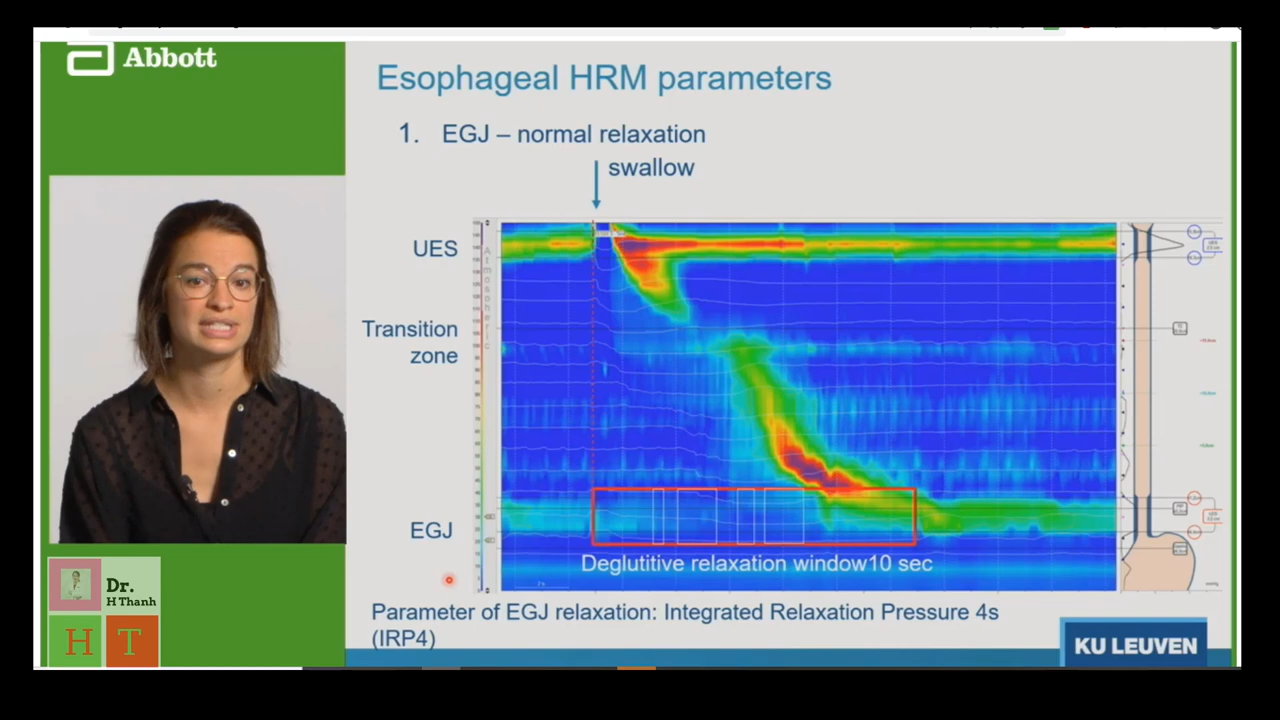 Abbott
Esophageal HRM parameters
1. EGJ – normal relaxation
swallow
UES
Transition
zone
EGJ
Atmospheric
Deglutitive relaxation window10 sec
Parameter of EGJ relaxation: Integrated Relaxation Pressure 4s
(IRP4)
Dr.
H Thanh
H T
KU LEUVEN